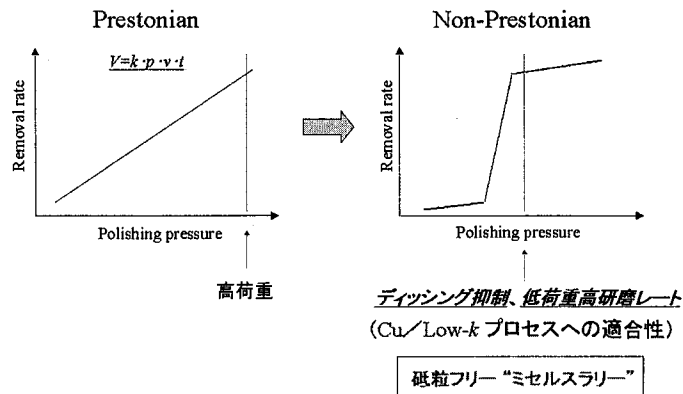 Prestonian
V=k・p・v・t
Removal rate
Polishing pressure
高荷重
Non-Prestonian
Removal rate
Polishing pressure
ディッシング抑制、低荷重高研磨レート
(Cu/Low-k プロセスへの適合性)
砥粒フリー“ミセルスラリー”